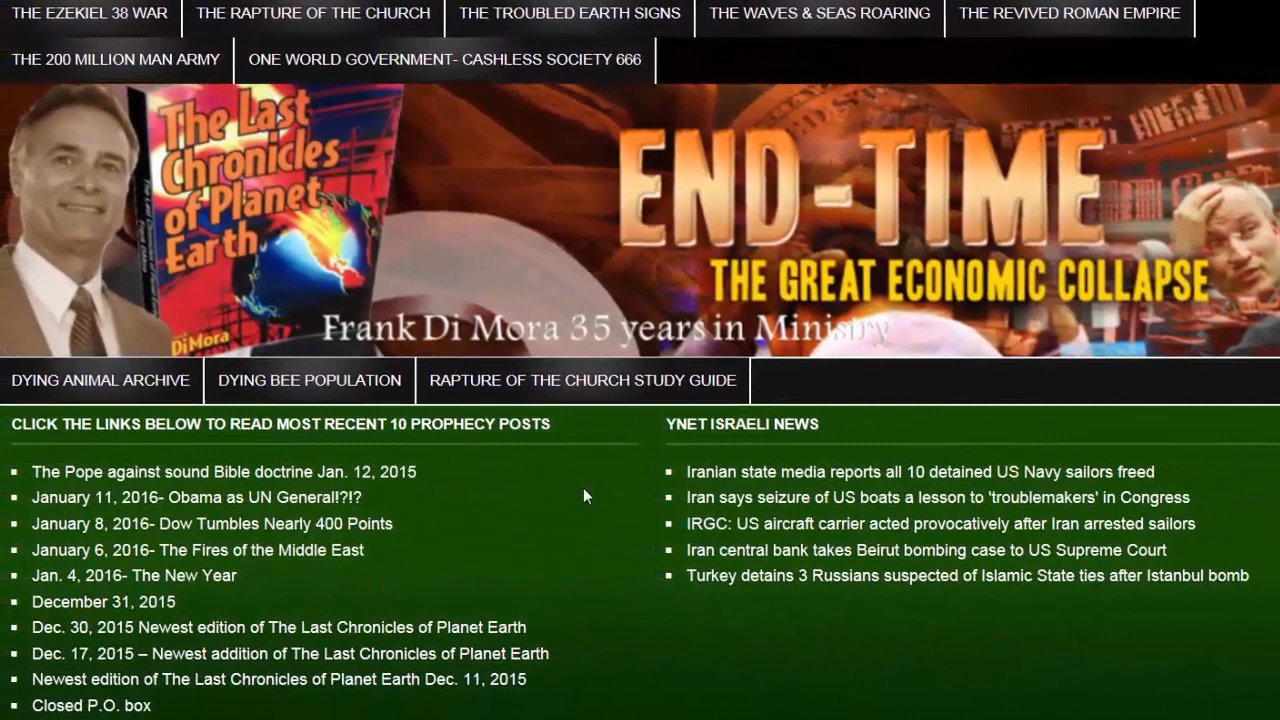 THE EZEKIEL 38 WAR
THE RAPTURE OF THE CHURCH
THE TROUBLED EARTH SIGNS
THE WAVES & SEAS ROARING
THE REVIVED ROMAN EMPIRE
THE 200 MILLION MAN ARMY
ONE WORLD GOVERNMENT- CASHLESS SOCIETY 666
The Last
Chronicles
of Planet
Earth
DiMora
END-TIME
THE GREAT ECONOMIC COLLAPSE
Frank Di Mora 35 years in Ministry
DYING ANIMAL ARCHIVE
DYING BEE POPULATION
RAPTURE OF THE CHURCH STUDY GUIDE
CLICK THE LINKS BELOW TO READ MOST RECENT 10 PROPHECY POSTS
The Pope against sound Bible doctrine Jan. 12, 2015
January 11, 2016- Obama as UN General!?!?
January 8, 2016- Dow Tumbles Nearly 400 Points
January 6, 2016- The Fires of the Middle East
Jan. 4, 2016- The New Year
December 31, 2015
Dec. 30, 2015 Newest edition of The Last Chronicles of Planet Earth
Dec. 17, 2015 – Newest addition of The Last Chronicles of Planet Earth
Newest edition of The Last Chronicles of Planet Earth Dec. 11, 2015
Closed P.O. box
YNET ISRAELI NEWS
Iranian state media reports all 10 detained US Navy sailors freed
Iran says seizure of US boats a lesson to 'troublemakers' in Congress
IRGC: US aircraft carrier acted provocatively after Iran arrested sailors
Iran central bank takes Beirut bombing case to US Supreme Court
Turkey detains 3 Russians suspected of Islamic State ties after Istanbul bomb